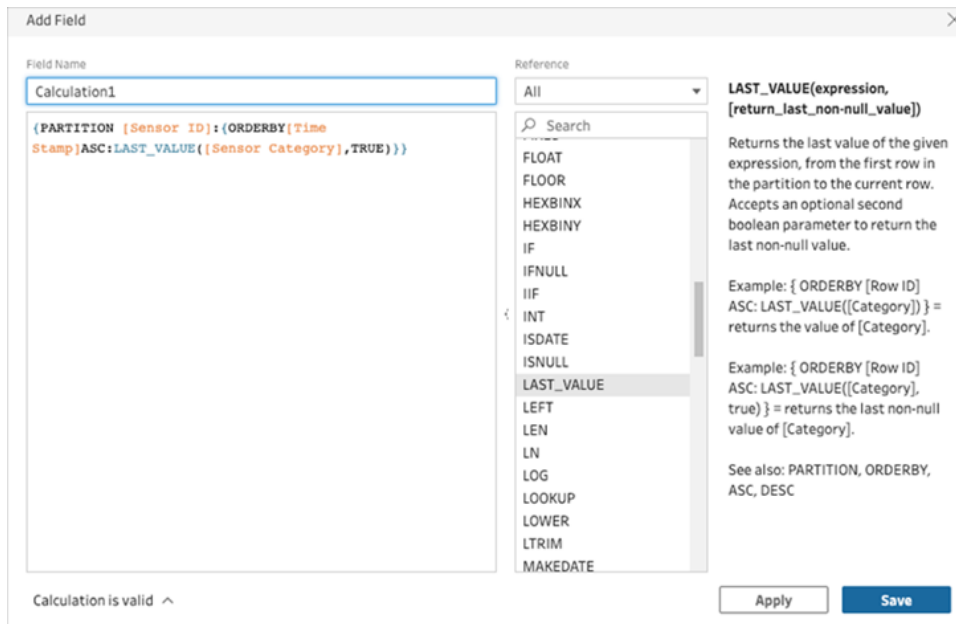 Add Field
Field Name
Calculation1
{PARTITION [Sensor ID]:{ORDERBY[Time
Stamp]ASC:LAST_VALUE([Sensor Category],TRUE)}}
Calculation is valid
Reference
All
Search
FLOAT
FLOOR
HEXBINX
HEXBINY
IF
IFNULL
IIF
INT
ISDATE
ISNULL
LAST_VALUE
LEFT
LEN
LN
LOG
LOOKUP
LOWER
LTRIM
MAKEDATE
LAST_VALUE(expression,
[return_last_non-null_value])
Returns the last value of the given
expression, from the first row in
the partition to the current row.
Accepts an optional second
boolean parameter to return the
last non-null value.
Example: { ORDERBY [Row ID]
ASC: LAST_VALUE([Category]) } =
returns the value of [Category].
Example: { ORDERBY [Row ID]
ASC: LAST_VALUE([Category],
true) } = returns the last non-null
value of [Category].
See also: PARTITION, ORDERBY,
ASC, DESC
Apply
Save